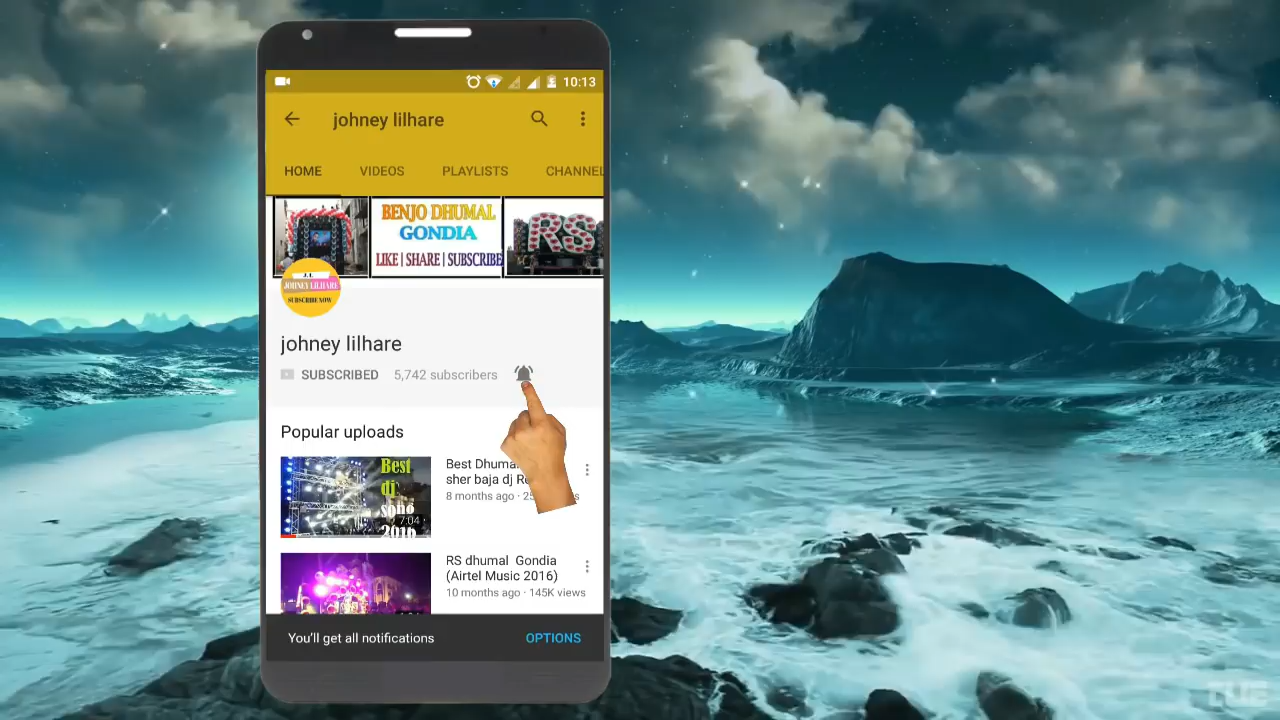 10:13
johney lilhare
HOME VIDEOS PLAYLISTS CHANNEL
BENJO DHUMAL
GONDIA
LIKE | SHARE | SUBSCRIBE
RS
J.L
JOHNEY LILHARE
SUBSCRIBE NOW
johney lilhare
SUBSCRIBED 5,742 subscribers
Popular uploads
Best
dj
song
2016
7:04
Best Dhuma
sher baja dj R
8 months ago · 2
RS dhumal Gondia
(Airtel Music 2016)
10 months ago · 145K views
You'll get all notifications OPTIONS